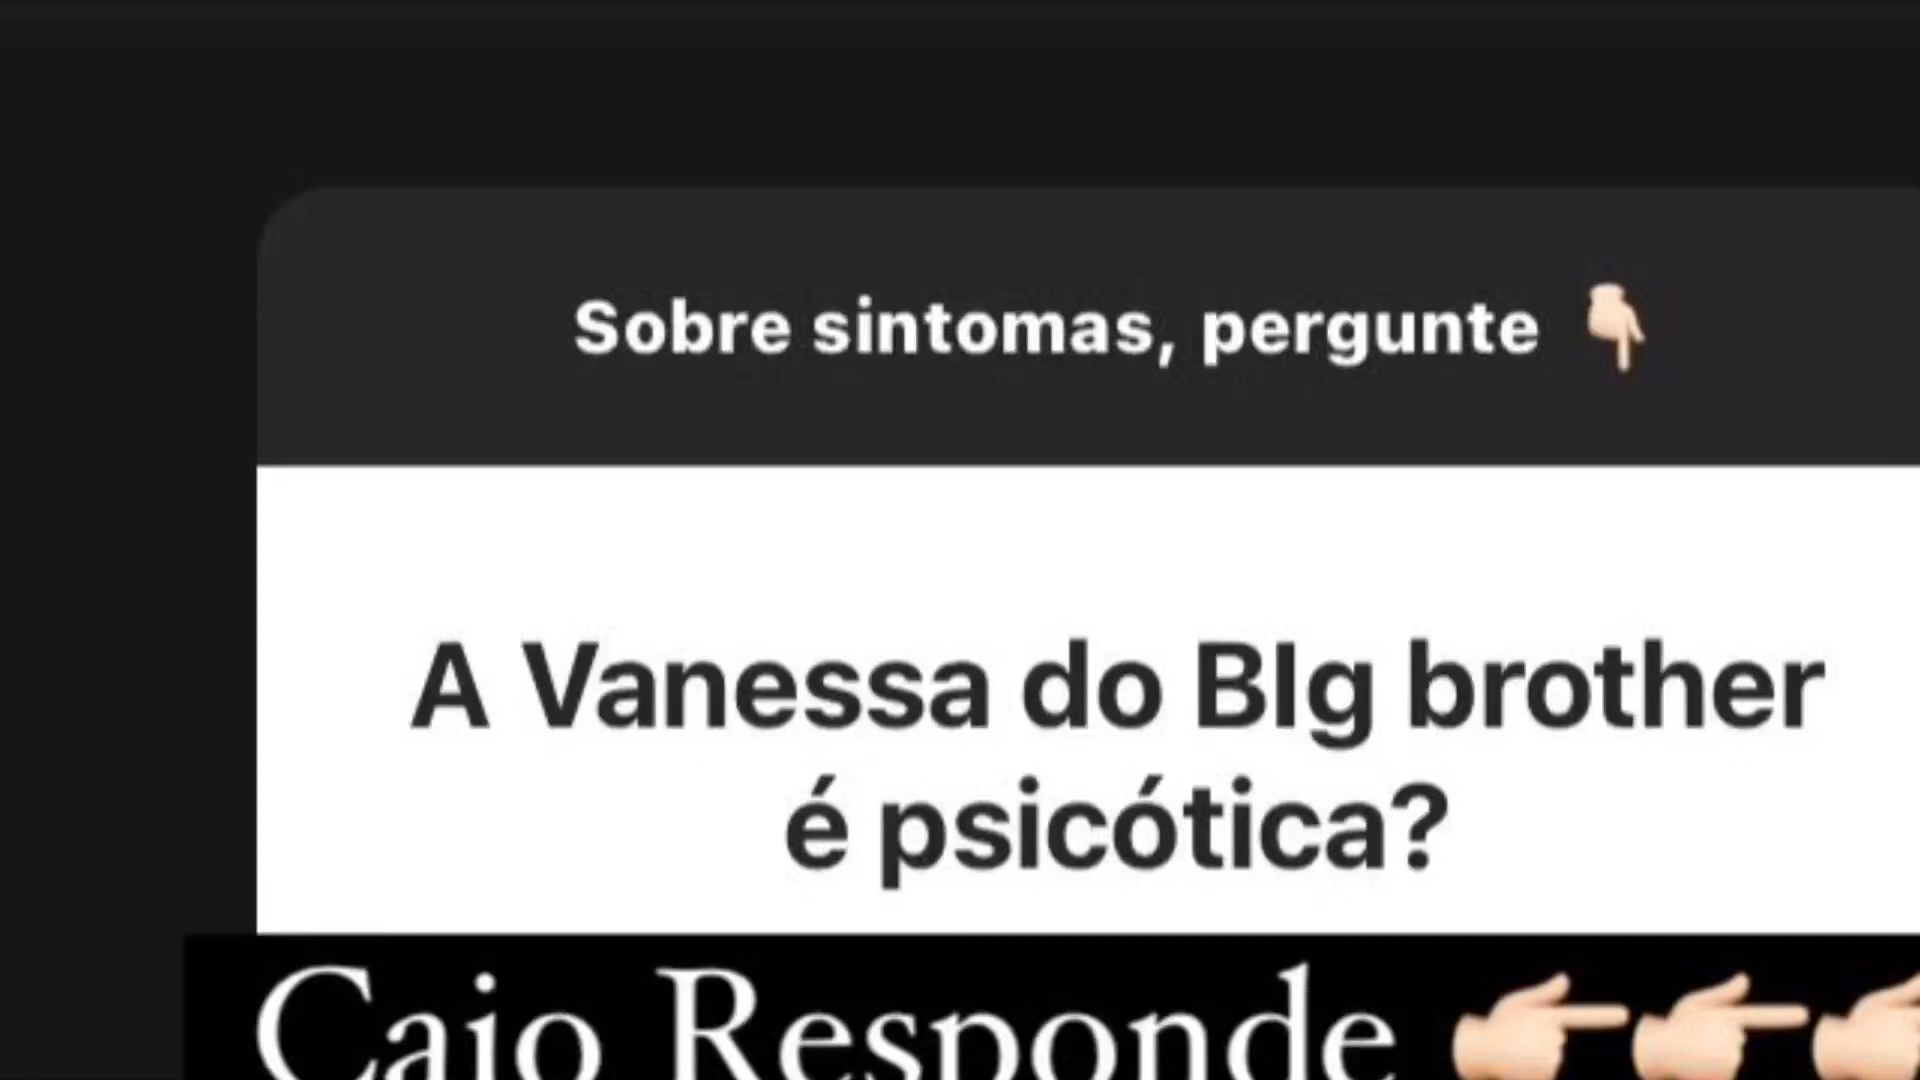 Sobre sintomas, pergunte 👇🏻
A Vanessa do BIg brother
é psicótica?
Caio Responde 👉🏻👉🏻👉🏻